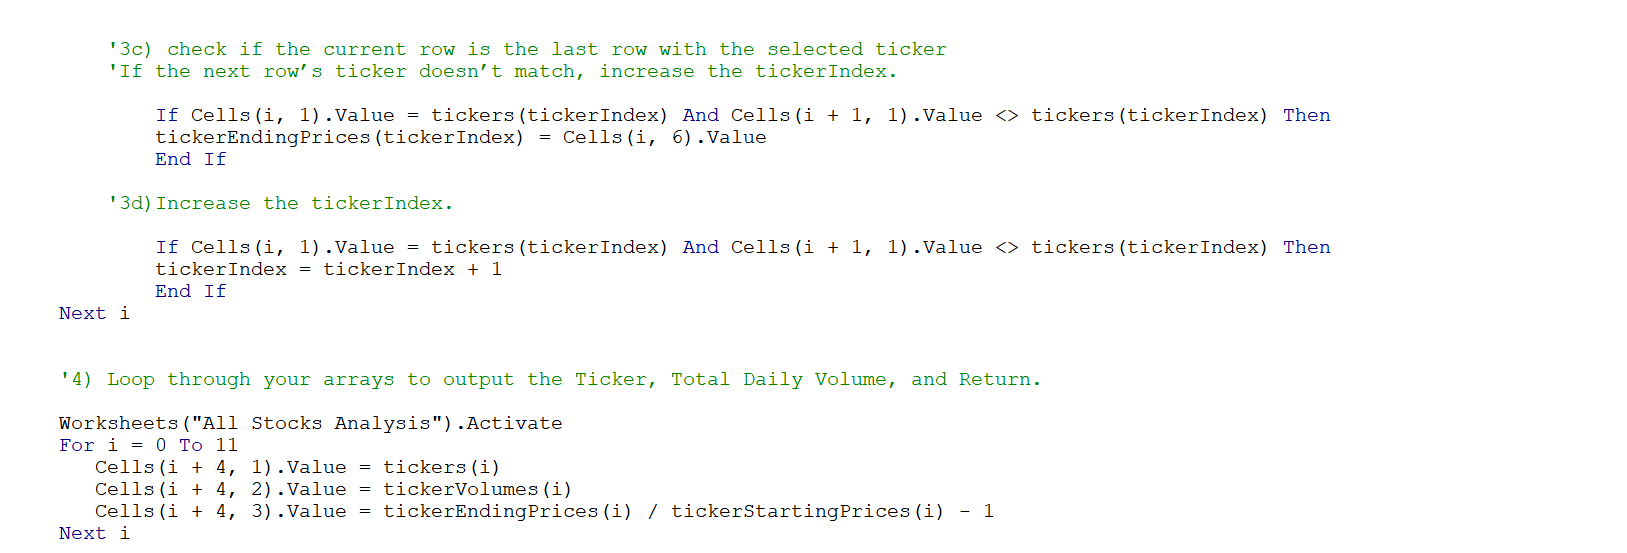 '3c) check if the current row is the last row with the selected ticker
'If the next row’s ticker doesn’t match, increase the tickerIndex.
If Cells(i, 1).Value = tickers(tickerIndex) And Cells(i + 1, 1).Value <> tickers(tickerIndex) Then
tickerEndingPrices(tickerIndex) = Cells(i, 6).Value
End If
'3d)Increase the tickerIndex.
If Cells(i, 1).Value = tickers(tickerIndex) And Cells(i + 1, 1).Value <> tickers(tickerIndex) Then
tickerIndex = tickerIndex + 1
End If
Next i
'4) Loop through your arrays to output the Ticker, Total Daily Volume, and Return.
Worksheets("All Stocks Analysis").Activate
For i = 0 To 11
Cells(i + 4, 1).Value = tickers(i)
Cells(i + 4, 2).Value = tickerVolumes(i)
Cells(i + 4, 3).Value = tickerEndingPrices(i) / tickerStartingPrices(i) - 1
Next i